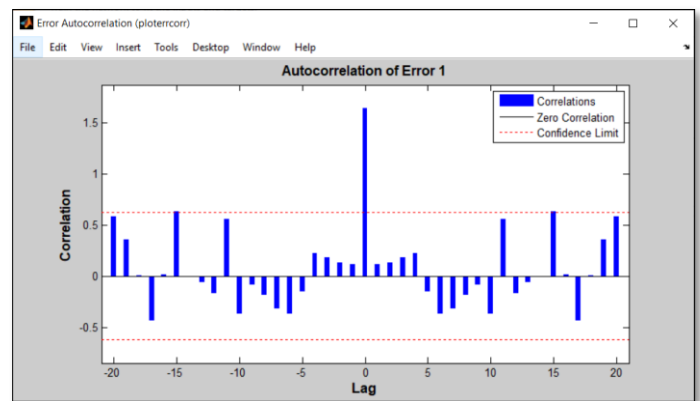 Error Autocorrelation (ploterrcorr)
File Edit View Insert Tools Desktop Window Help
Autocorrelation of Error 1
Correlations
Zero Correlation
Confidence Limit
Correlation
1.5
1
0.5
0
-0.5
-20 -15 -10 -5 0 5 10 15 20
Lag